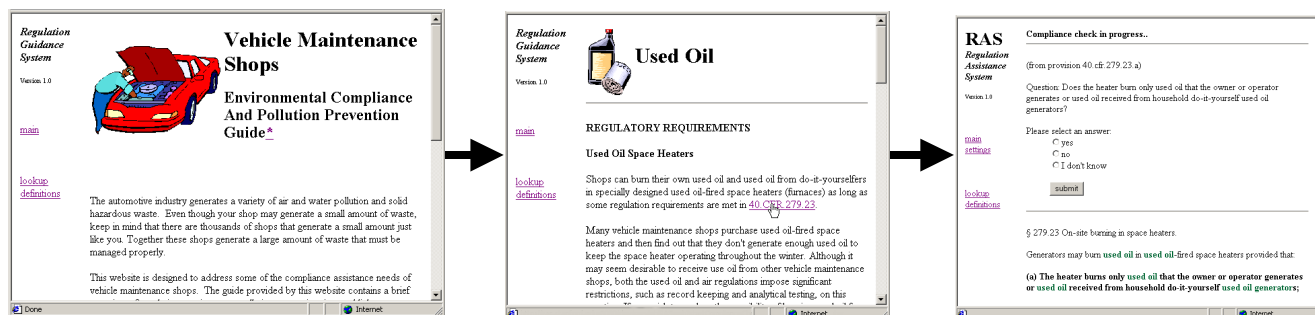 Regulation
Guidance
System
Version 1.0
main
lookup
definitions
Vehicle Maintenance
Shops
Environmental Compliance
And Pollution Prevention
Guide*
The automotive industry generates a variety of air and water pollution and solid
hazardous waste. Even though your shop may generate a small amount of waste,
keep in mind that there are thousands of shops that generate a small amount just
like you. Together these shops generate a large amount of waste that must be
managed properly.
This website is designed to address some of the compliance assistance needs of
vehicle maintenance shops. The guide provided by this website contains a brief
Done
Internet
Regulation
Guidance
System
Version 1.0
main
lookup
definitions
Used Oil
REGULATORY REQUIREMENTS
Used Oil Space Heaters
Shops can burn their own used oil and used oil from do-it-yourselfers
in specially designed used oil-fired space heaters (furnaces) as long as
some regulation requirements are met in 40.CFR.279.23.
Many vehicle maintenance shops purchase used oil-fired space
heaters and then find out that they don't generate enough used oil to
keep the space heater operating throughout the winter. Although it
may seem desirable to receive use oil from other vehicle maintenance
shops, both the used oil and air regulations impose significant
restrictions, such as record keeping and analytical testing, on this
Internet
RAS
Regulation
Assistance
System
Version 1.0
main
settings
lookup
definitions
Compliance check in progress..
(from provision 40.cfr.279.23.a)
Question: Does the heater burn only used oil that the owner or operator
generates or used oil received from household do-it-yourself used oil
generators?
Please select an answer:
yes
no
I don't know
submit
§ 279.23 On-site burning in space heaters.
Generators may burn used oil in used oil-fired space heaters provided that:
(a) The heater burns only used oil that the owner or operator generates
or used oil received from household do-it-yourself used oil generators;
Internet